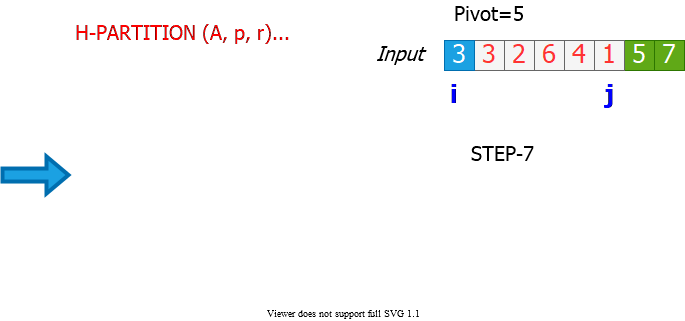 H-PARTITION (A, p, r)...
Pivot=5
Input 3 3 2 6 4 1 5 7
i j
STEP-7
Viewer does not support full SVG 1.1